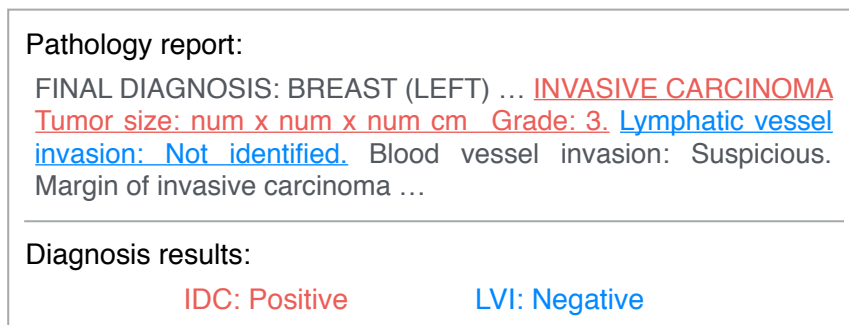 Pathology report:
FINAL DIAGNOSIS: BREAST (LEFT) … INVASIVE CARCINOMA
Tumor size: num x num x num cm Grade: 3. Lymphatic vessel
invasion: Not identified. Blood vessel invasion: Suspicious.
Margin of invasive carcinoma …
Diagnosis results:
IDC: Positive LVI: Negative